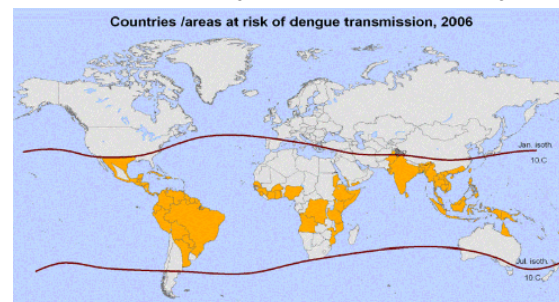 Countries /areas at risk of dengue transmission, 2006
Jan. isoth.
10.C
Jul. isoth.
10.C